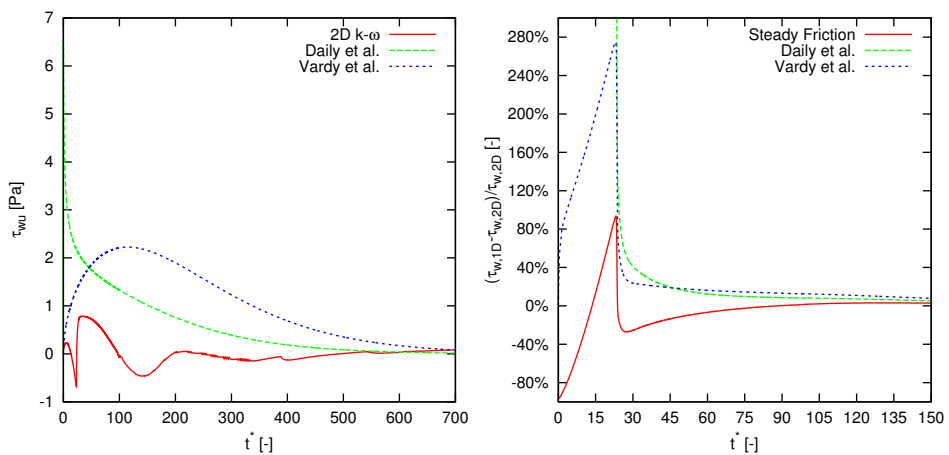 2D k-ω
Daily et al.
Vardy et al.
7
6
5
4
3
2
1
0
-1
τwu [Pa]
0 100 200 300 400 500 600 700
t* [-]
Steady Friction
Daily et al.
Vardy et al.
280%
240%
200%
160%
120%
80%
40%
0%
-40%
-80%
(τw,1D-τw,2D)/τw,2D [-]
0 15 30 45 60 75 90 105 120 135 150
t* [-]